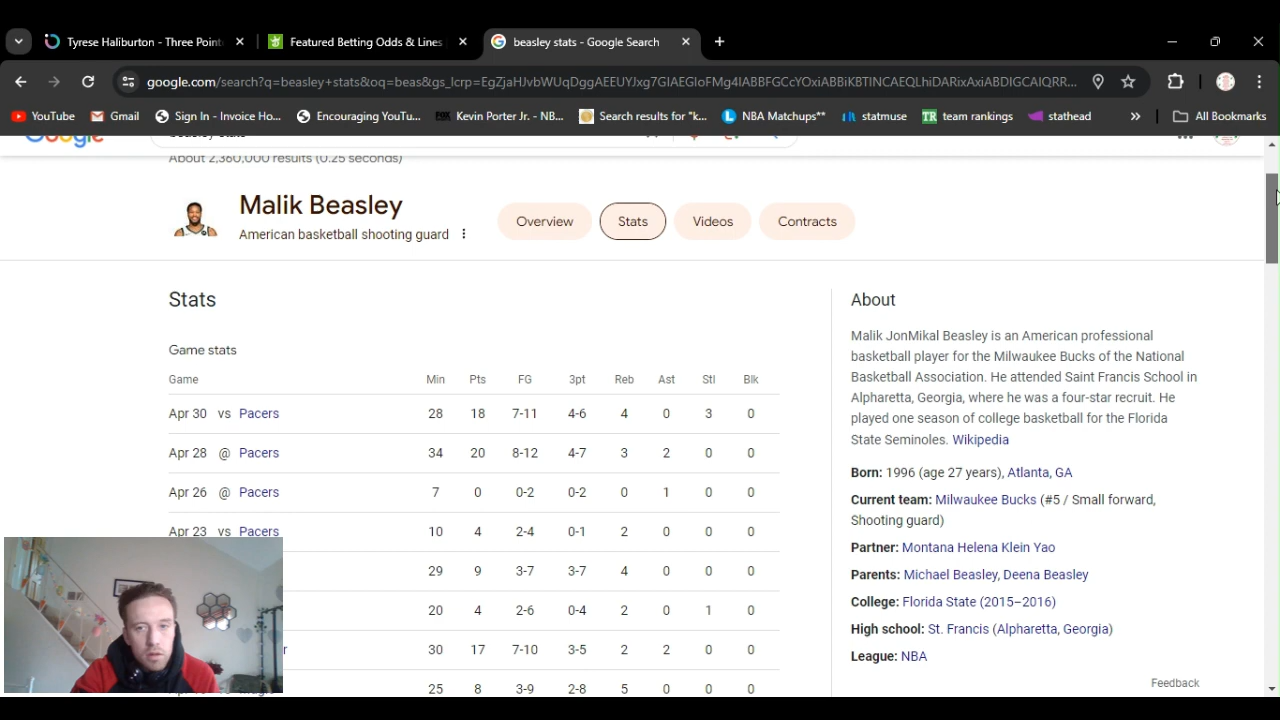 Tyrese Haliburton - Three Point
Featured Betting Odds & Lines
beasley stats - Google Search
google.com/search?q=beasley+stats&oq=beas&gs_lcrp=EgZjaHJvbWUqDggAEEUYJxg7GIAEGIoFMg4IABBFGCcYOxiABBiKBTINCAEQLhiDARixAxiABDIGCAIQRR...
YouTube Gmail Sign In - Invoice Ho... Encouraging YouTu... Kevin Porter Jr. - NB... Search results for "k... NBA Matchups** statmuse team rankings stathead » All Bookmarks
About 2,360,000 results (0.25 seconds)
Malik Beasley
American basketball shooting guard
Overview Stats Videos Contracts
Stats
Game stats
Game Min Pts FG 3pt Reb Ast Stl Blk
Apr 30 vs Pacers 28 18 7-11 4-6 4 0 3 0
Apr 28 @ Pacers 34 20 8-12 4-7 3 2 0 0
Apr 26 @ Pacers 7 0 0-2 0-2 0 1 0 0
Apr 23 vs Pacers 10 4 2-4 0-1 2 0 0 0
29 9 3-7 3-7 4 0 0 0
20 4 2-6 0-4 2 0 1 0
30 17 7-10 3-5 2 2 0 0
25 8 3-9 2-8 5 0 0 0
About
Malik JonMikal Beasley is an American professional
basketball player for the Milwaukee Bucks of the National
Basketball Association. He attended Saint Francis School in
Alpharetta, Georgia, where he was a four-star recruit. He
played one season of college basketball for the Florida
State Seminoles. Wikipedia
Born: 1996 (age 27 years), Atlanta, GA
Current team: Milwaukee Bucks (#5 / Small forward,
Shooting guard)
Partner: Montana Helena Klein Yao
Parents: Michael Beasley, Deena Beasley
College: Florida State (2015–2016)
High school: St. Francis (Alpharetta, Georgia)
League: NBA
Feedback